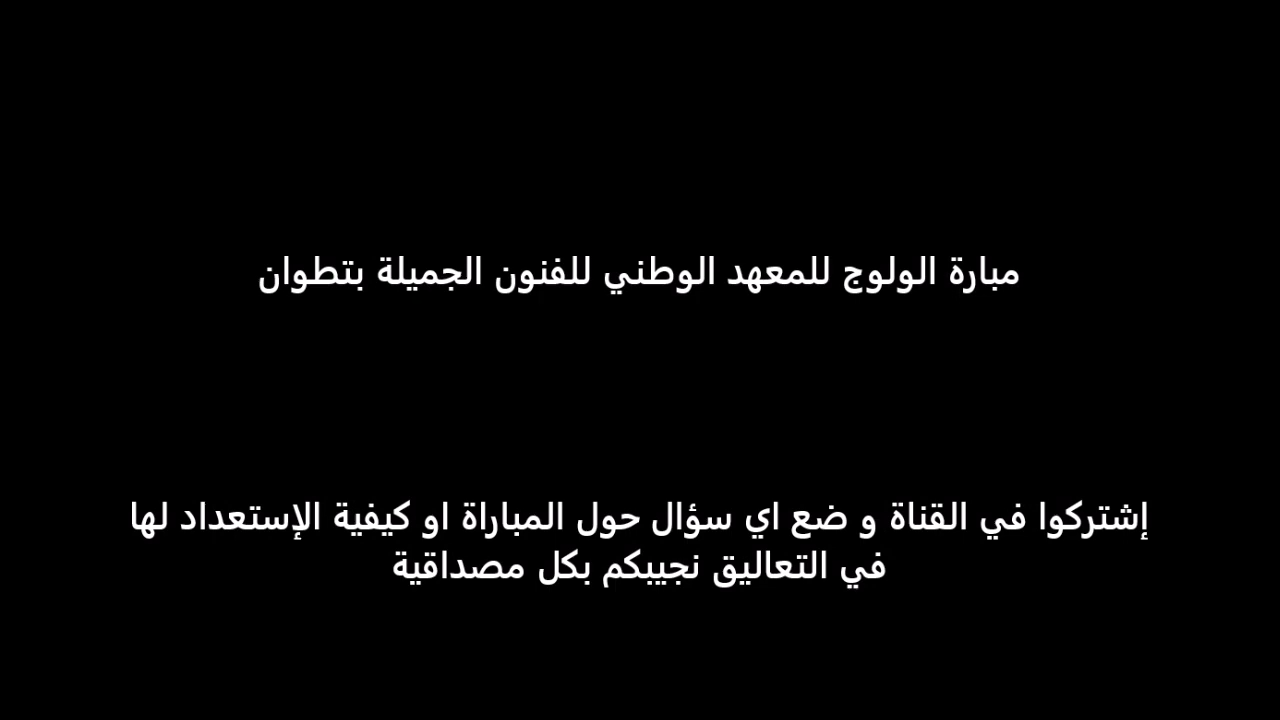 مبارة الولوج للمعهد الوطني للفنون الجميلة بتطوان
إشتركوا في القناة و ضع اي سؤال حول المباراة او كيفية الإستعداد لها
في التعاليق نجيبكم بكل مصداقية